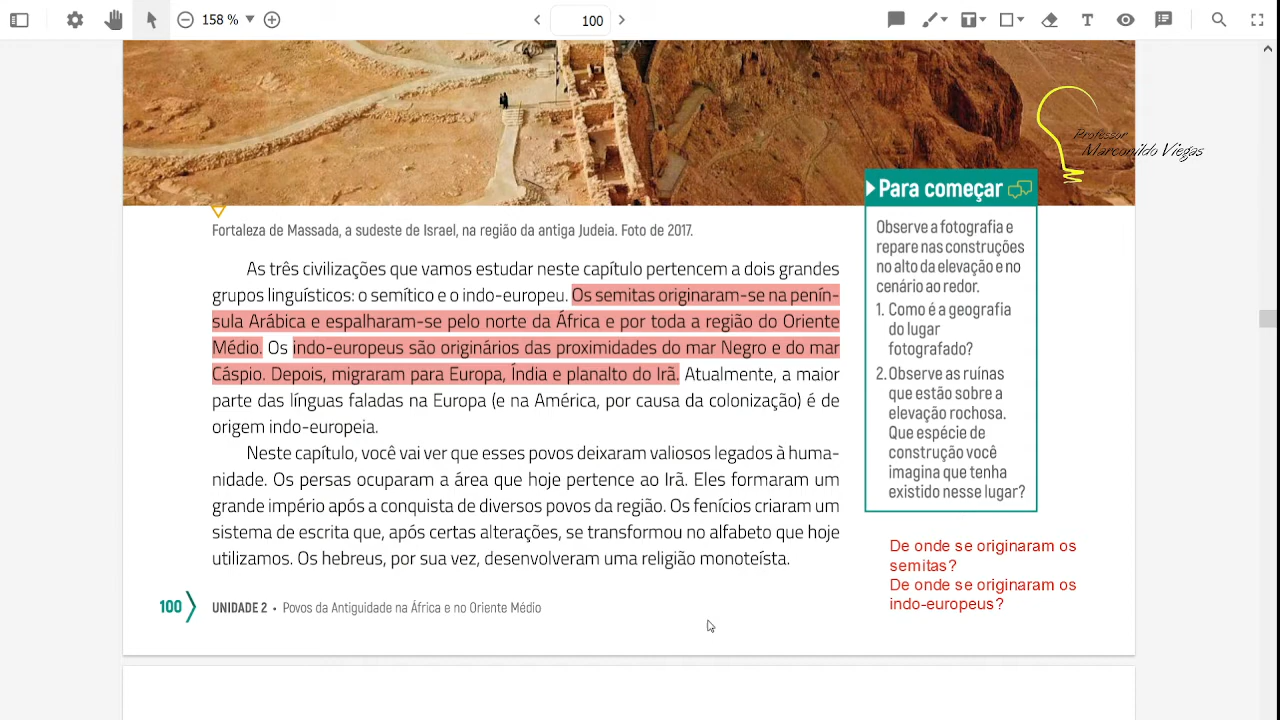 158 %
100
Professor
Marconildo Viegas
Fortaleza de Massada, a sudeste de Israel, na região da antiga Judeia. Foto de 2017.
As três civilizações que vamos estudar neste capítulo pertencem a dois grandes
grupos linguísticos: o semítico e o indo-europeu. Os semitas originaram-se na penín-
sula Arábica e espalharam-se pelo norte da África e por toda a região do Oriente
Médio. Os indo-europeus são originários das proximidades do mar Negro e do mar
Cáspio. Depois, migraram para Europa, Índia e planalto do Irã. Atualmente, a maior
parte das línguas faladas na Europa (e na América, por causa da colonização) é de
origem indo-europeia.
Neste capítulo, você vai ver que esses povos deixaram valiosos legados à huma-
nidade. Os persas ocuparam a área que hoje pertence ao Irã. Eles formaram um
grande império após a conquista de diversos povos da região. Os fenícios criaram um
sistema de escrita que, após certas alterações, se transformou no alfabeto que hoje
utilizamos. Os hebreus, por sua vez, desenvolveram uma religião monoteísta.
Para começar
Observe a fotografia e
repare nas construções
no alto da elevação e no
cenário ao redor.
1. Como é a geografia
do lugar
fotografado?
2. Observe as ruínas
que estão sobre a
elevação rochosa.
Que espécie de
construção você
imagina que tenha
existido nesse lugar?
De onde se originaram os
semitas?
De onde se originaram os
indo-europeus?
100 UNIDADE 2 • Povos da Antiguidade na África e no Oriente Médio